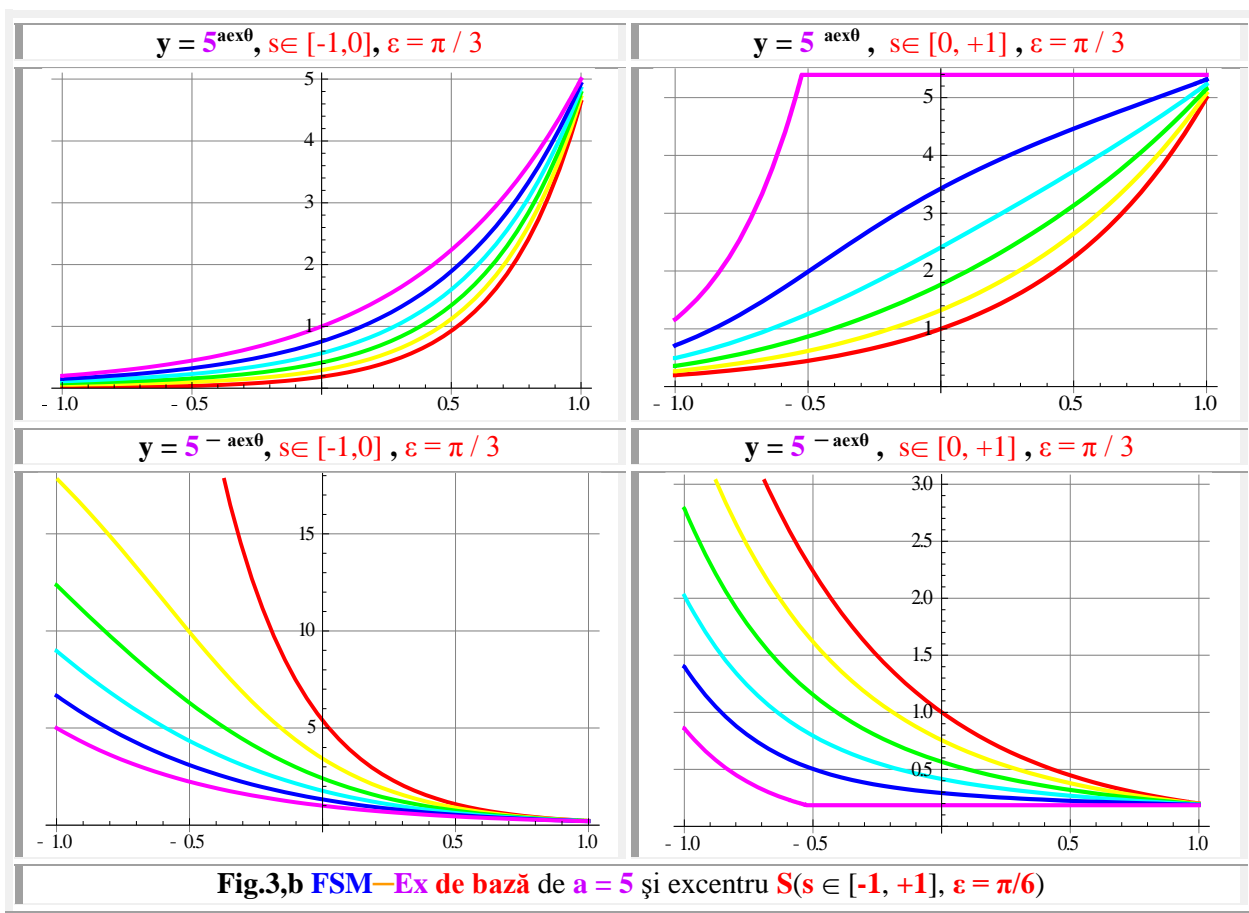 y = 5^aexθ, s∈ [-1,0], ε = π / 3
y = 5 ^aexθ , s∈ [0, +1] , ε = π / 3
5
4
3
2
1
- 1.0 - 0.5 0.5 1.0
5
4
3
2
1
- 1.0 - 0.5 0.5 1.0
y = 5 ^– aexθ, s∈ [-1,0] , ε = π / 3
y = 5 ^– aexθ , s∈ [0, +1] , ε = π / 3
15
10
5
- 1.0 - 0.5 0.5 1.0
3.0
2.5
2.0
1.5
1.0
0.5
- 1.0 - 0.5 0.5 1.0
Fig.3,b FSM—Ex de bază de a = 5 şi excentru S(s ∈ [-1, +1], ε = π/6)